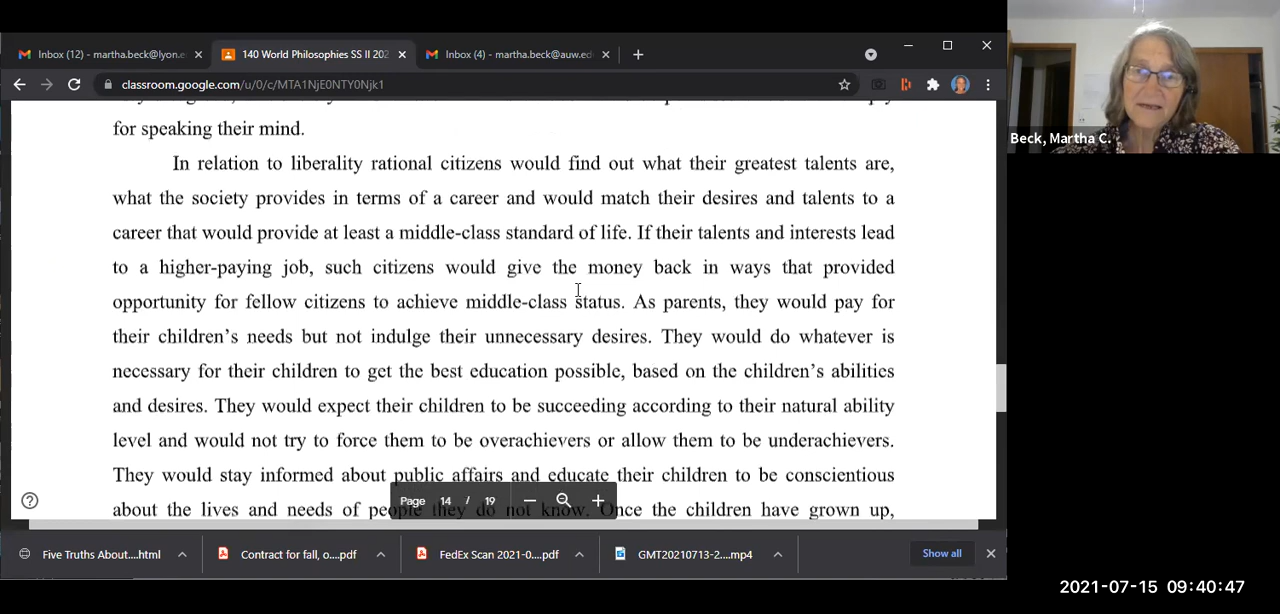 Inbox (12) - martha.beck@lyon.e
140 World Philosophies SS II 202
Inbox (4) - martha.beck@auw.ed
classroom.google.com/u/0/c/MTA1NjE0NTY0Njk1
Beck, Martha C.
for speaking their mind.
In relation to liberality rational citizens would find out what their greatest talents are,
what the society provides in terms of a career and would match their desires and talents to a
career that would provide at least a middle-class standard of life. If their talents and interests lead
to a higher-paying job, such citizens would give the money back in ways that provided
opportunity for fellow citizens to achieve middle-class status. As parents, they would pay for
their children's needs but not indulge their unnecessary desires. They would do whatever is
necessary for their children to get the best education possible, based on the children's abilities
and desires. They would expect their children to be succeeding according to their natural ability
level and would not try to force them to be overachievers or allow them to be underachievers.
They would stay informed about public affairs and educate their children to be conscientious
about the lives and needs of people they do not know. Once the children have grown up,
Page 14 / 19
Five Truths About....html
Contract for fall, o....pdf
FedEx Scan 2021-0....pdf
GMT20210713-2....mp4
Show all
2021-07-15 09:40:47